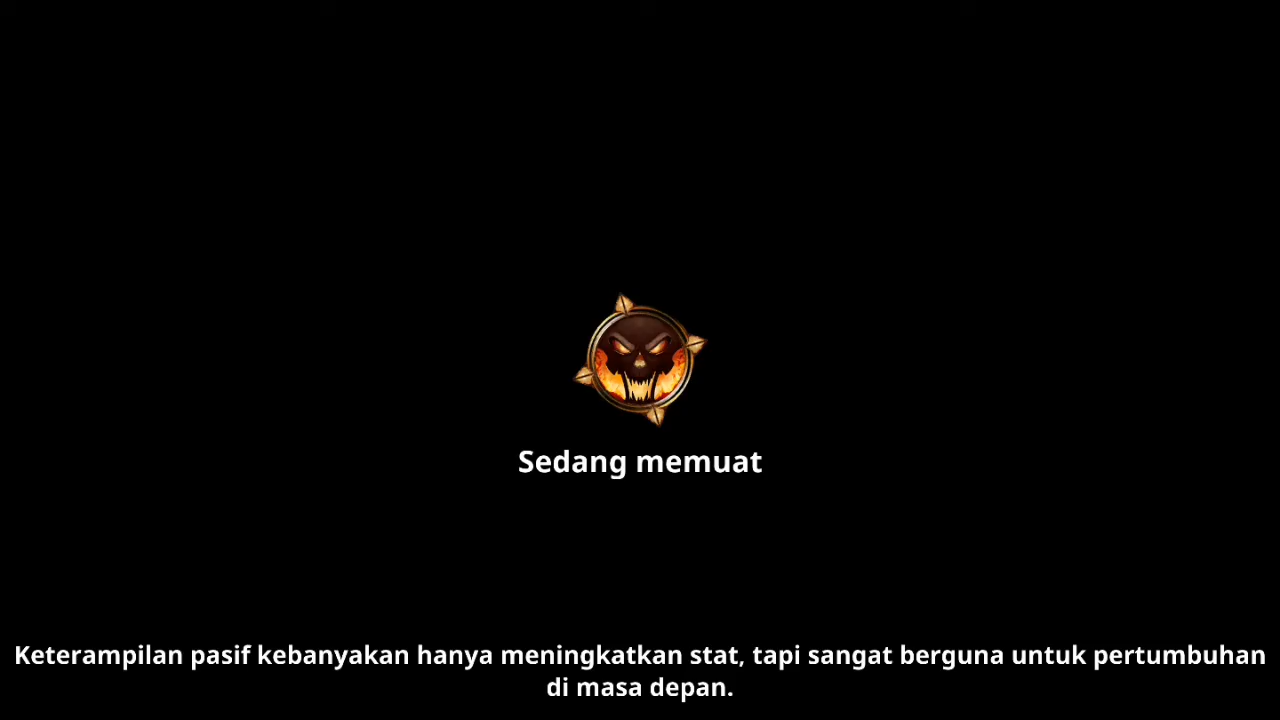 Sedang memuat
Keterampilan pasif kebanyakan hanya meningkatkan stat, tapi sangat berguna untuk pertumbuhan
di masa depan.